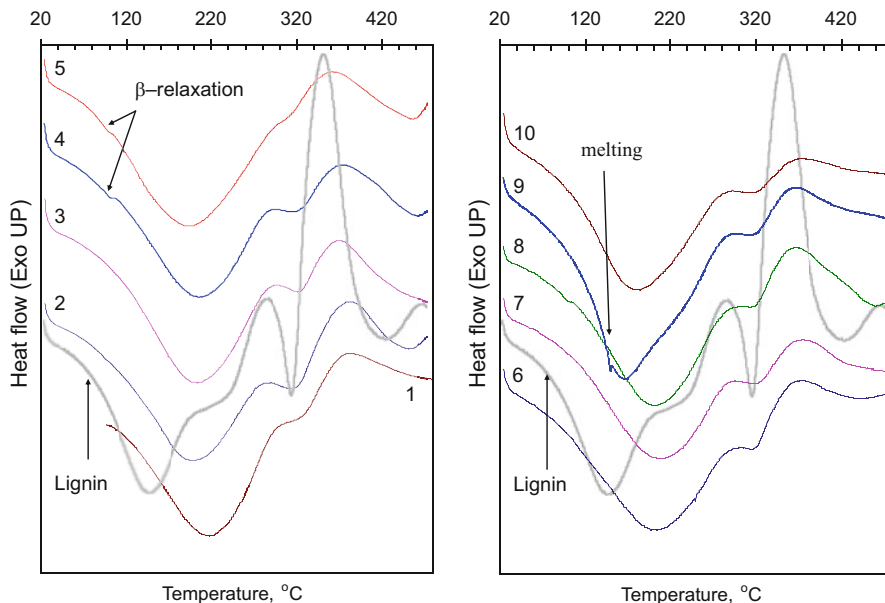 20 120 220 320 420
5
β–relaxation
4
3
2
1
Lignin
Heat flow (Exo UP)
Temperature, °C
20 120 220 320 420
10
melting
9
8
7
6
Lignin
Heat flow (Exo UP)
Temperature, °C